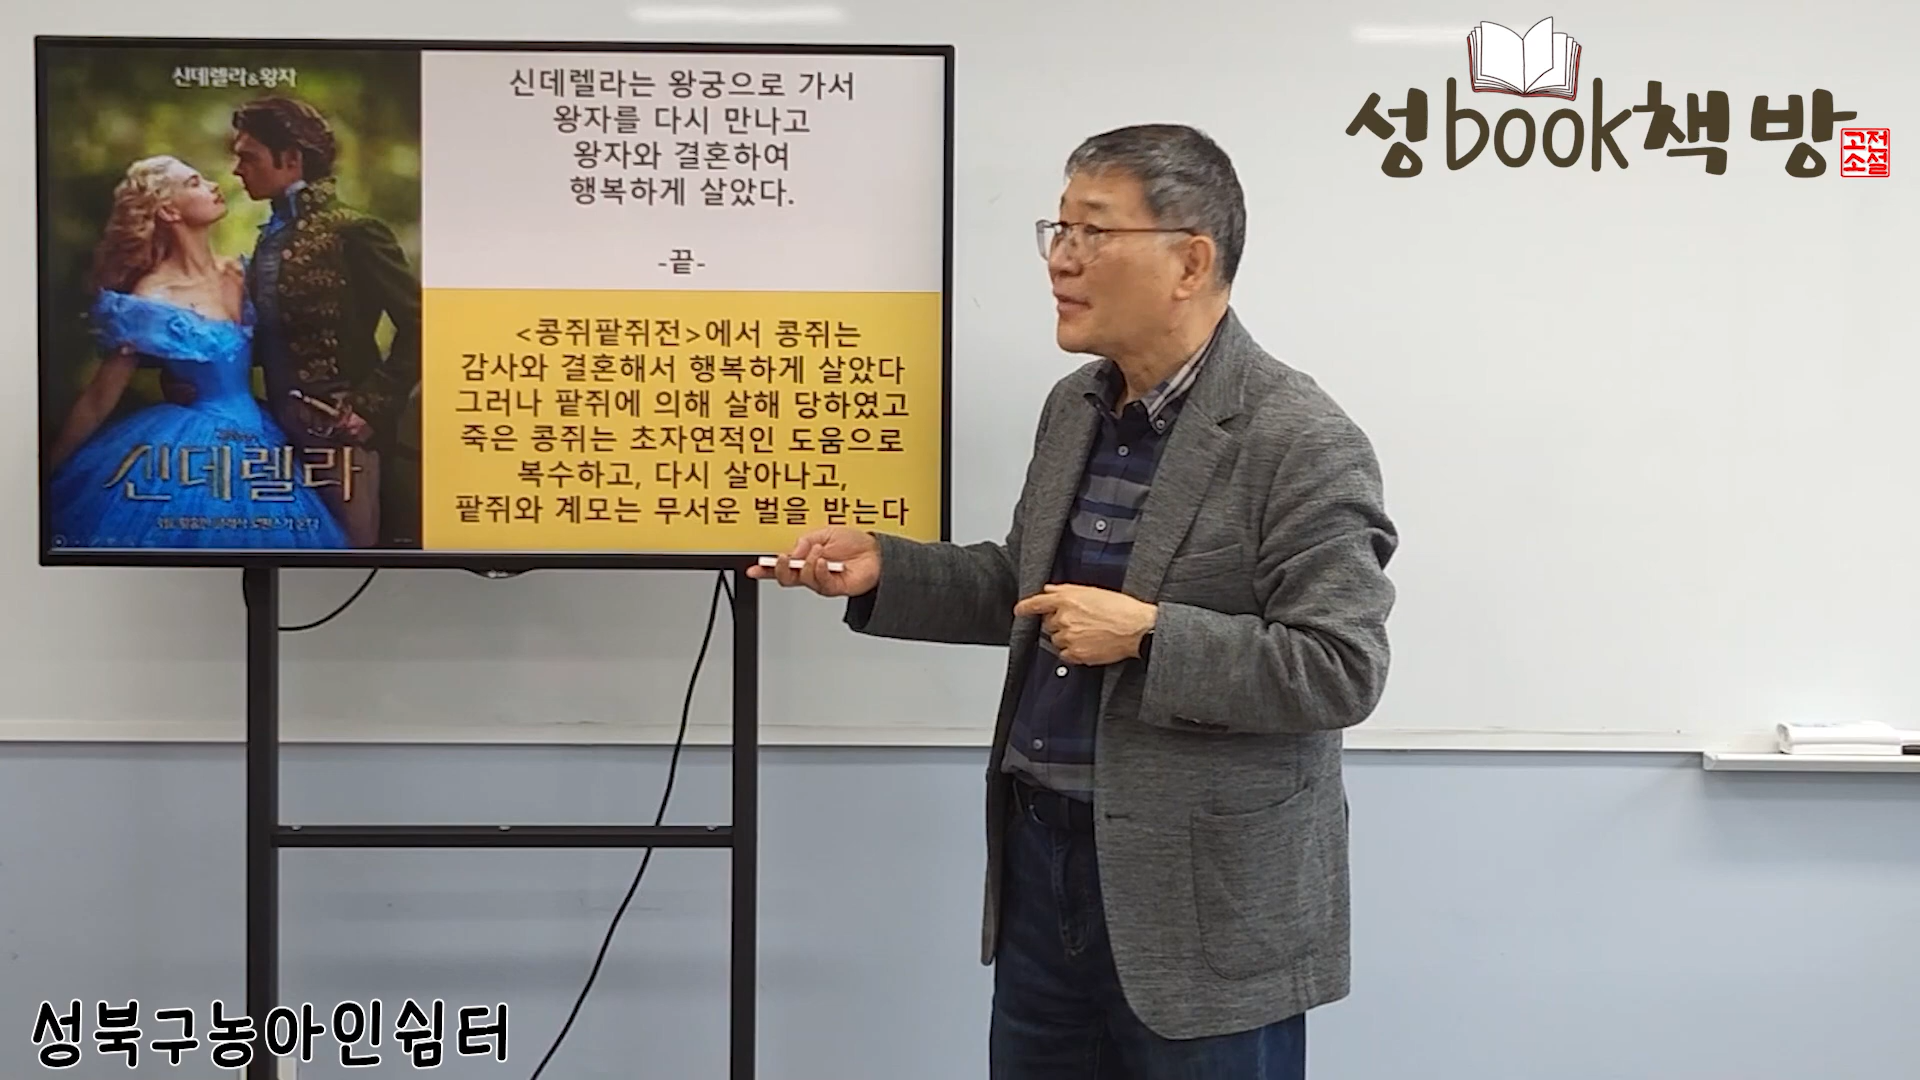 신데렐라&왕자
신데렐라
신데렐라는 왕궁으로 가서
왕자를 다시 만나고
왕자와 결혼하여
행복하게 살았다.
-끝-
<콩쥐팥쥐전>에서 콩쥐는
감사와 결혼해서 행복하게 살았다
그러나 팥쥐에 의해 살해 당하였고
죽은 콩쥐는 초자연적인 도움으로
복수하고, 다시 살아나고,
팥쥐와 계모는 무서운 벌을 받는다
성book책방
고전
소설
성북구농아인쉼터